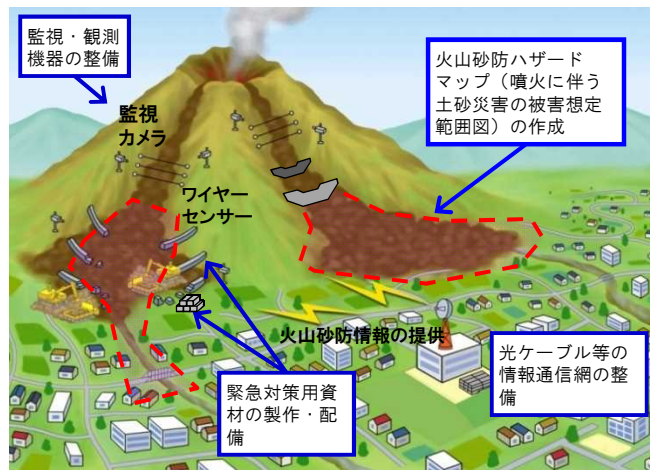 監視・観測
機器の整備
火山砂防ハザード
マップ（噴火に伴う
土砂災害の被害想定
範囲図）の作成
監視
カメラ
ワイヤー
センサー
火山砂防情報の提供
光ケーブル等の
情報通信網の整
備
緊急対策用資
材の製作・配
備